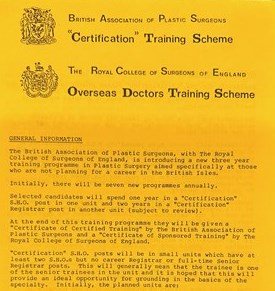 British Association of Plastic Surgeons
"Certification" Training Scheme
The Royal College of Surgeons of England
Overseas Doctors Training Scheme
GENERAL INFORMATION
The British Association of Plastic Surgeons, with The Royal
College of Surgeons of England, is introducing a new three year
training programme in Plastic Surgery aimed specifically at those
who are not planning for a career in the British Isles.
Initially, there will be seven new programmes annually.
Selected candidates will spend one year in a "Certification"
S.H.O. post in one unit and two years in a "Certification"
Registrar post in another unit (subject to review).
At the end of this training programme they will be given a
"Certificate of Certified Training" by The British Association of
Plastic Surgeons and a "Certificate of Sponsored Training" by The
Royal College of Surgeons of England.
"Certification" S.H.O. posts will be in small units which have at
least two S.H.O.s but no career Registrar or full-time Senior
Registrar posts. This will generally mean that the trainee is one
of the senior trainees in the unit and it is hoped that this will
provide an ideal opportunity for grounding in the basics of the
specialty. Initially, the planned units are: